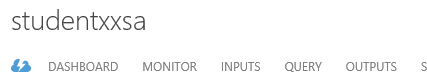 studentxxsa
DASHBOARD MONITOR INPUTS QUERY OUTPUTS S